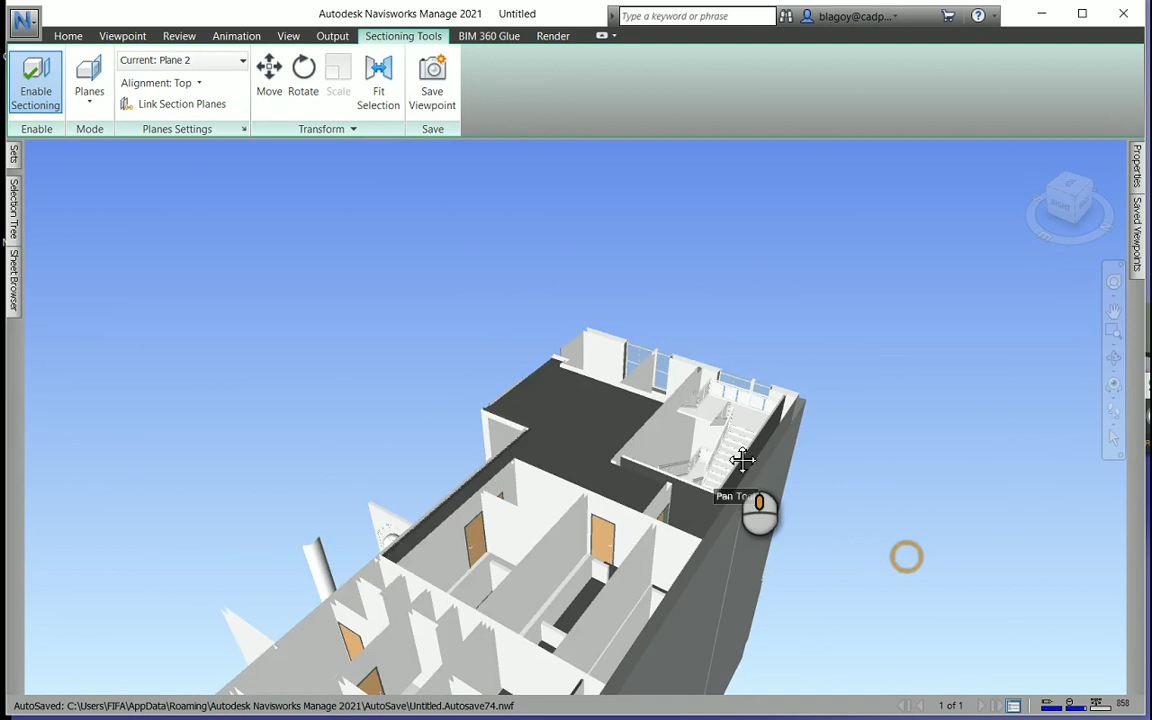 N
Autodesk Navisworks Manage 2021 Untitled
Type a keyword or phrase
blagoy@cadp...
?
Home Viewpoint Review Animation View Output Sectioning Tools BIM 360 Glue Render
Enable
Sectioning
Planes
Current: Plane 2
Alignment: Top
Link Section Planes
Move
Rotate
Scale
Fit
Selection
Save
Viewpoint
Enable
Mode
Planes Settings
Transform
Save
Sets
Selection Tree
Sheet Browser
Properties
Saved Viewpoints
RIGHT
Pan To
AutoSaved: C:\Users\FIFA\AppData\Roaming\Autodesk Navisworks Manage 2021\AutoSave\Untitled.Autosave74.nwf
1 of 1
858